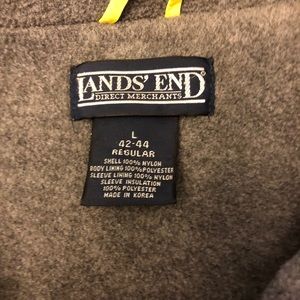 LANDS' END
DIRECT MERCHANTS
L
42-44
REGULAR
SHELL 100% NYLON
BODY LINING 100% POLYESTER
SLEEVE LINING 100% NYLON
SLEEVE INSULATION
100% POLYESTER
MADE IN KOREA